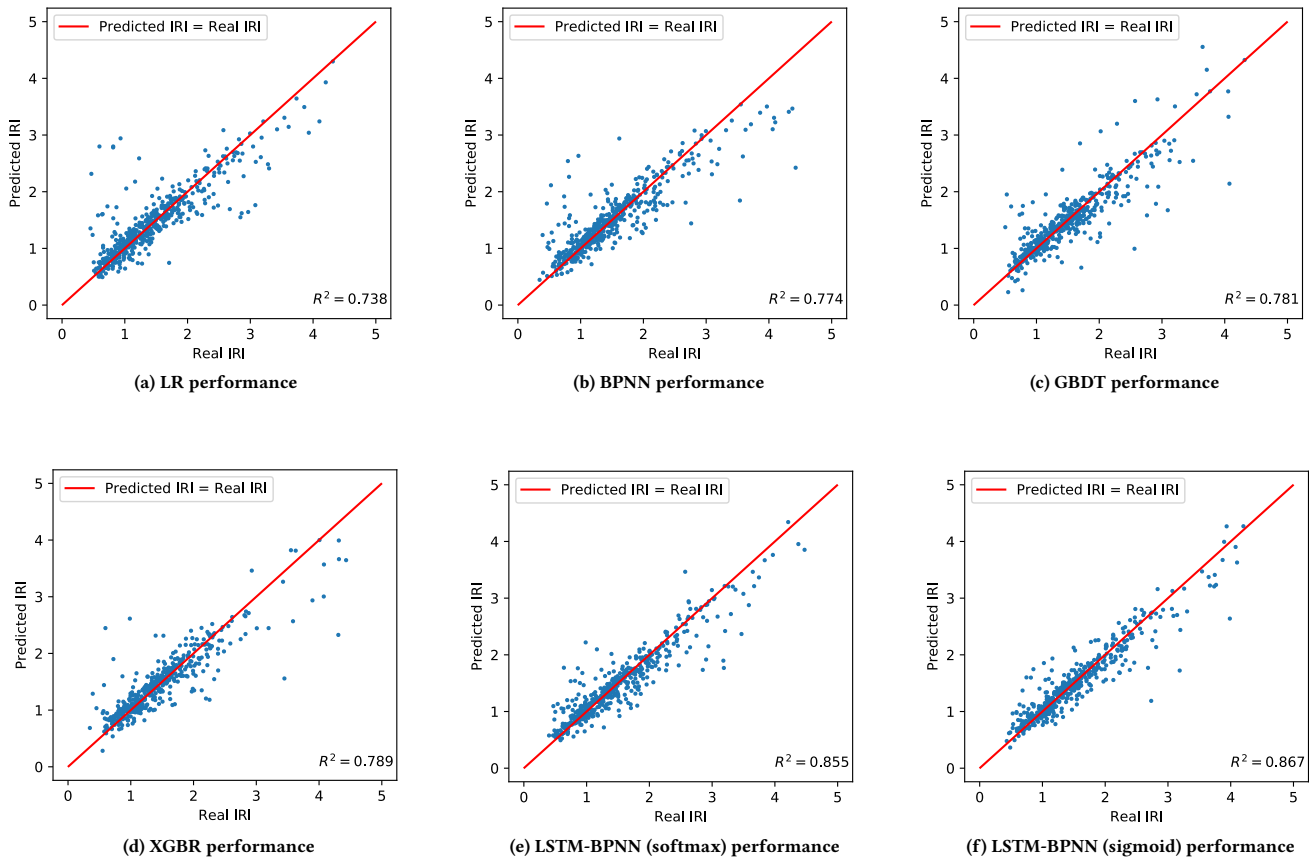 Predicted IRI = Real IRI
Predicted IRI
5
4
3
2
1
0
R² = 0.738
0 1 2 3 4 5
Real IRI
(a) LR performance
Predicted IRI = Real IRI
Predicted IRI
5
4
3
2
1
0
R² = 0.774
0 1 2 3 4 5
Real IRI
(b) BPNN performance
Predicted IRI = Real IRI
Predicted IRI
5
4
3
2
1
0
R² = 0.781
0 1 2 3 4 5
Real IRI
(c) GBDT performance
Predicted IRI = Real IRI
Predicted IRI
5
4
3
2
1
0
R² = 0.789
0 1 2 3 4 5
Real IRI
(d) XGBR performance
Predicted IRI = Real IRI
Predicted IRI
5
4
3
2
1
0
R² = 0.855
0 1 2 3 4 5
Real IRI
(e) LSTM-BPNN (softmax) performance
Predicted IRI = Real IRI
Predicted IRI
5
4
3
2
1
0
R² = 0.867
0 1 2 3 4 5
Real IRI
(f) LSTM-BPNN (sigmoid) performance